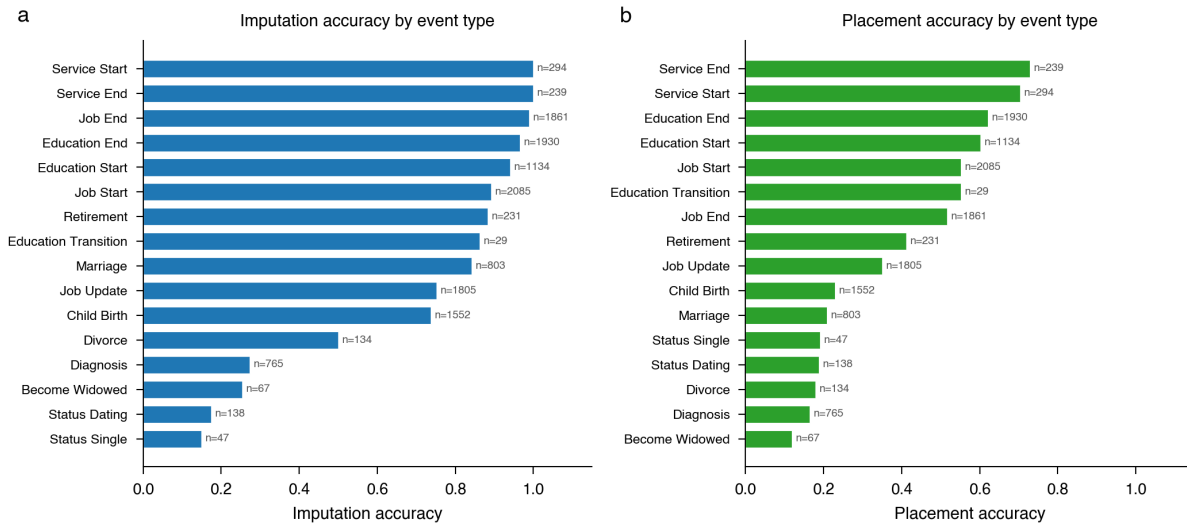 a
Imputation accuracy by event type
Service Start n=294
Service End n=239
Job End n=1861
Education End n=1930
Education Start n=1134
Job Start n=2085
Retirement n=231
Education Transition n=29
Marriage n=803
Job Update n=1805
Child Birth n=1552
Divorce n=134
Diagnosis n=765
Become Widowed n=67
Status Dating n=138
Status Single n=47
0.0 0.2 0.4 0.6 0.8 1.0
Imputation accuracy
b
Placement accuracy by event type
Service End n=239
Service Start n=294
Education End n=1930
Education Start n=1134
Job Start n=2085
Education Transition n=29
Job End n=1861
Retirement n=231
Job Update n=1805
Child Birth n=1552
Marriage n=803
Status Single n=47
Status Dating n=138
Divorce n=134
Diagnosis n=765
Become Widowed n=67
0.0 0.2 0.4 0.6 0.8 1.0
Placement accuracy